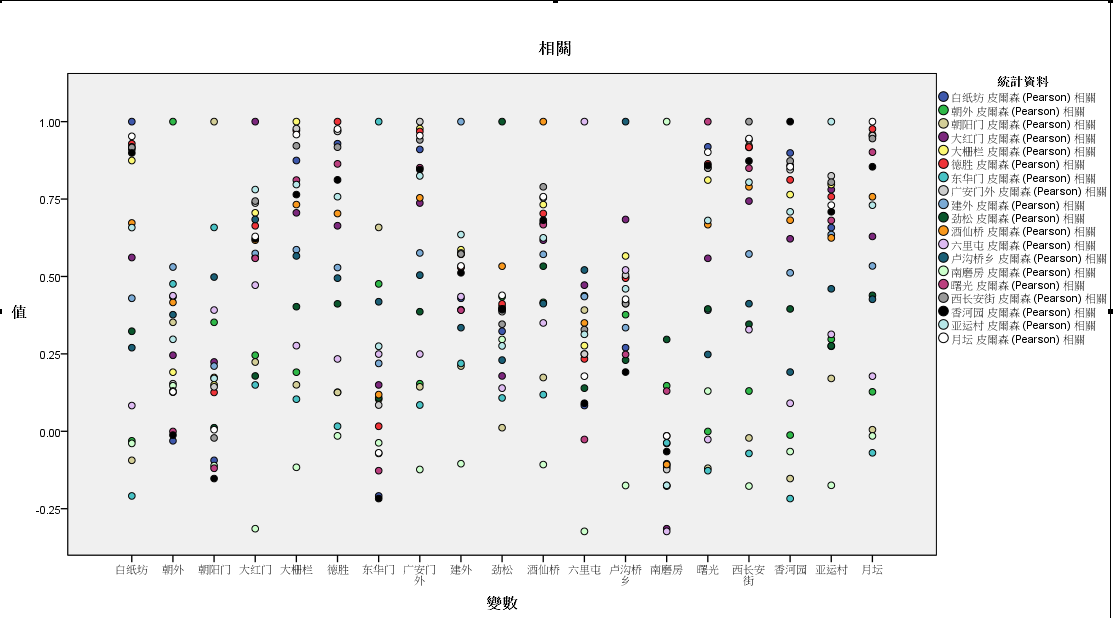 相關
統計資料
白纸坊 皮爾森 (Pearson) 相關
朝外 皮爾森 (Pearson) 相關
朝阳门 皮爾森 (Pearson) 相關
大红门 皮爾森 (Pearson) 相關
大栅栏 皮爾森 (Pearson) 相關
德胜 皮爾森 (Pearson) 相關
东华门 皮爾森 (Pearson) 相關
广安门外 皮爾森 (Pearson) 相關
建外 皮爾森 (Pearson) 相關
劲松 皮爾森 (Pearson) 相關
酒仙桥 皮爾森 (Pearson) 相關
六里屯 皮爾森 (Pearson) 相關
卢沟桥乡 皮爾森 (Pearson) 相關
南磨房 皮爾森 (Pearson) 相關
曙光 皮爾森 (Pearson) 相關
西长安街 皮爾森 (Pearson) 相關
香河园 皮爾森 (Pearson) 相關
亚运村 皮爾森 (Pearson) 相關
月坛 皮爾森 (Pearson) 相關
1.00
0.75
0.50
0.25
0.00
-0.25
值
白纸坊 朝外 朝阳门 大红门 大栅栏 德胜 东华门 广安门 建外 劲松 酒仙桥 六里屯 卢沟桥 南磨房 曙光 西长安 香河园 亚运村 月坛
外 乡 街
變數